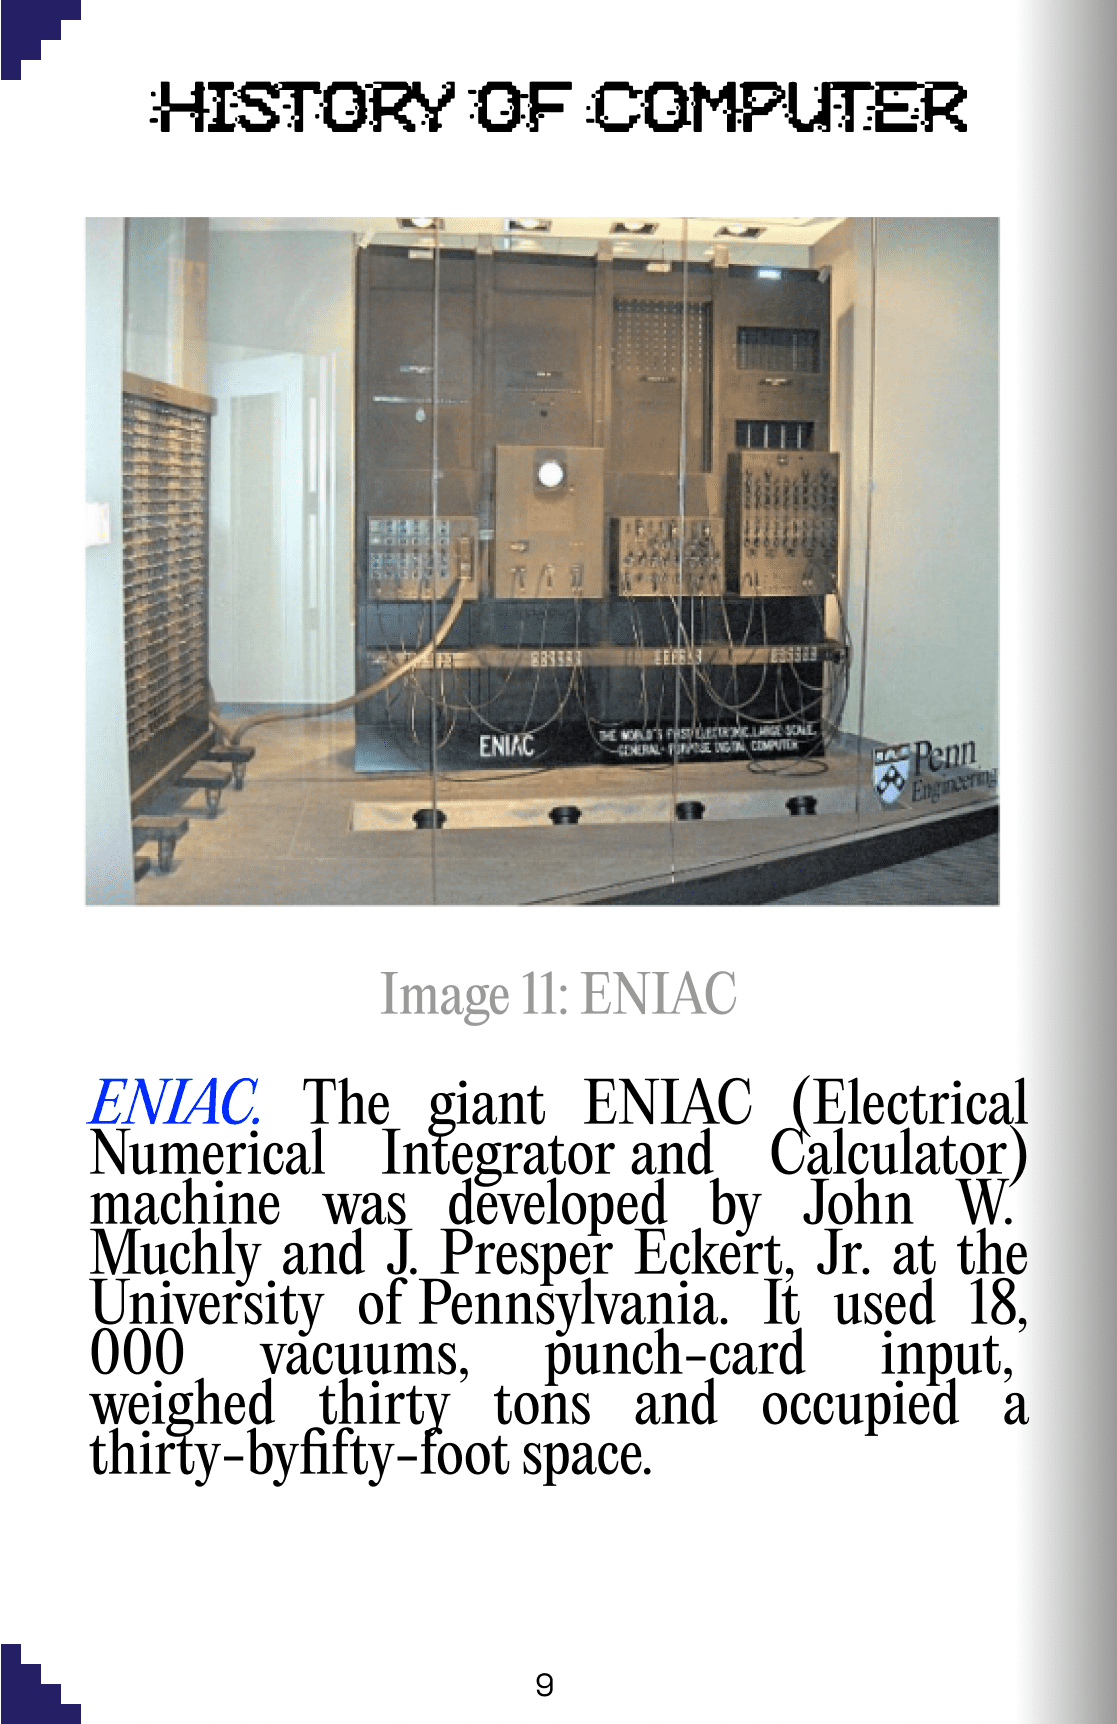 HISTORY OF COMPUTER
ENIAC
THE WORLD'S FIRST ELECTRONIC, LARGE SCALE,
GENERAL-PURPOSE DIGITAL COMPUTER
Penn
Engineering
Image 11: ENIAC
ENIAC. The giant ENIAC (Electrical
Numerical Integrator and Calculator)
machine was developed by John W.
Muchly and J. Presper Eckert, Jr. at the
University of Pennsylvania. It used 18,
000 vacuums, punch-card input,
weighed thirty tons and occupied a
thirty-byfifty-foot space.
9